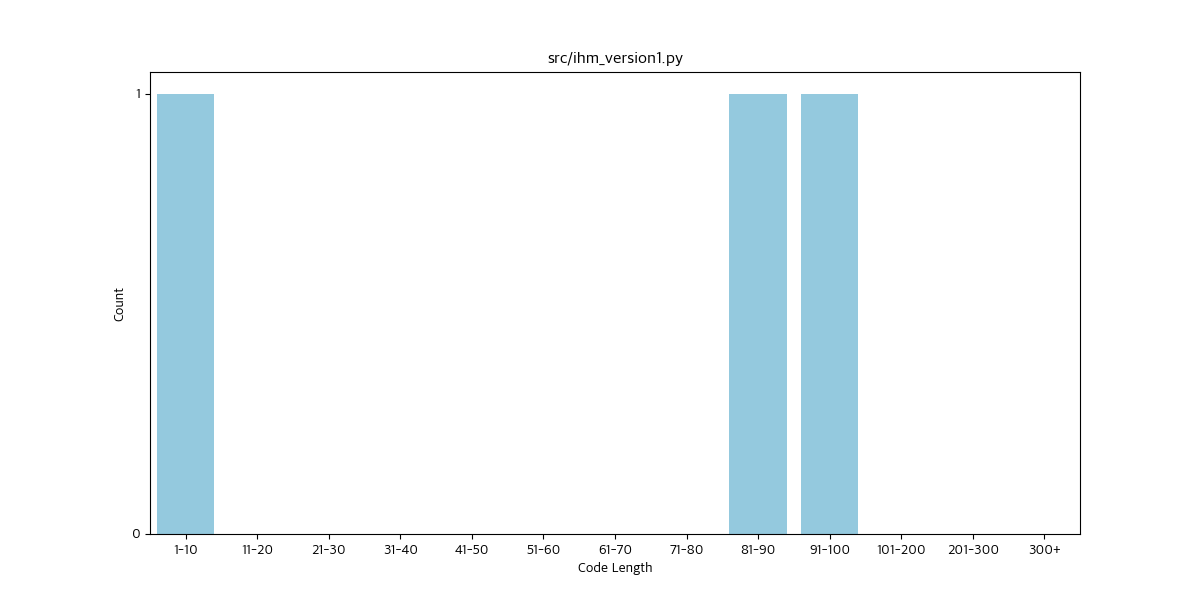 src/ihm_version1.py
Count
1
0
1-10 11-20 21-30 31-40 41-50 51-60 61-70 71-80 81-90 91-100 101-200 201-300 300+
Code Length